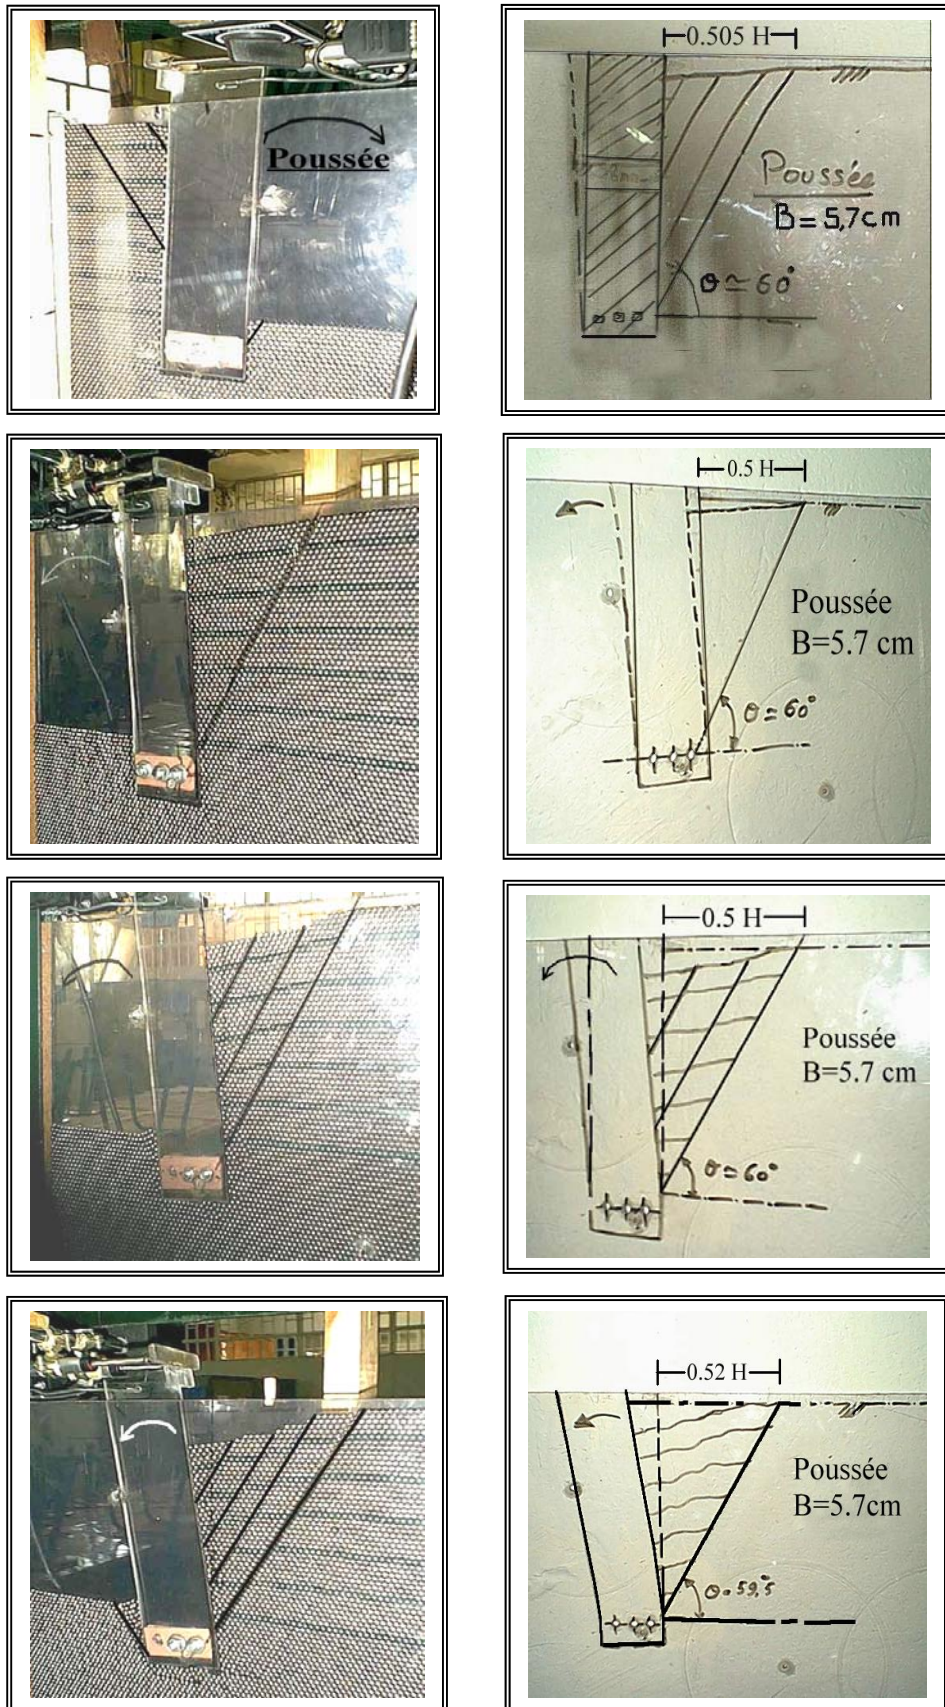 Poussée
0.505 H
Poussée
B = 5,7cm
θ ≃ 60°
0.5 H
Poussée
B=5.7 cm
θ = 60°
0.5 H
Poussée
B=5.7 cm
θ = 60°
0.52 H
Poussée
B=5.7cm
θ = 59,5°